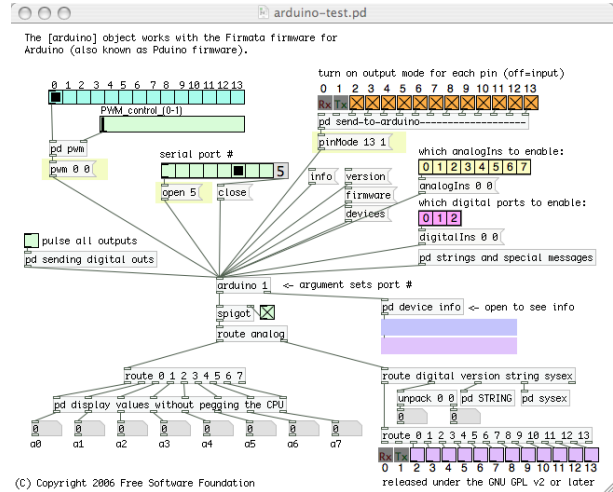 arduino-test.pd
The [arduino] object works with the Firmata firmware for
Arduino (also known as Pduino firmware).
0 1 2 3 4 5 6 7 8 9 10 11 12 13
PWM_control_(0-1)
pd pwm
pwm 0 0
turn on output mode for each pin (off=input)
0 1 2 3 4 5 6 7 8 9 10 11 12 13
Rx Tx
pd send-to-arduino--------------------
pinMode 13 1
serial port #
5
open 5
close
info
version
firmware
devices
which analogIns to enable:
0 1 2 3 4 5 6 7
analogIns 0 0
which digital ports to enable:
0 1 2
digitalIns 0 0
pd strings and special messages
pulse all outputs
pd sending digital outs
arduino 1
<- argument sets port #
spigot
route analog
pd device info
<- open to see info
route 0 1 2 3 4 5 6 7
pd display values without pegging the CPU
0 0 0 0 0 0 0 0
a0 a1 a2 a3 a4 a5 a6 a7
route digital version string sysex
unpack 0 0
pd STRING
pd sysex
0 0
route 0 1 2 3 4 5 6 7 8 9 10 11 12 13
Rx Tx
0 1 2 3 4 5 6 7 8 9 10 11 12 13
(C) Copyright 2006 Free Software Foundation
released under the GNU GPL v2 or later